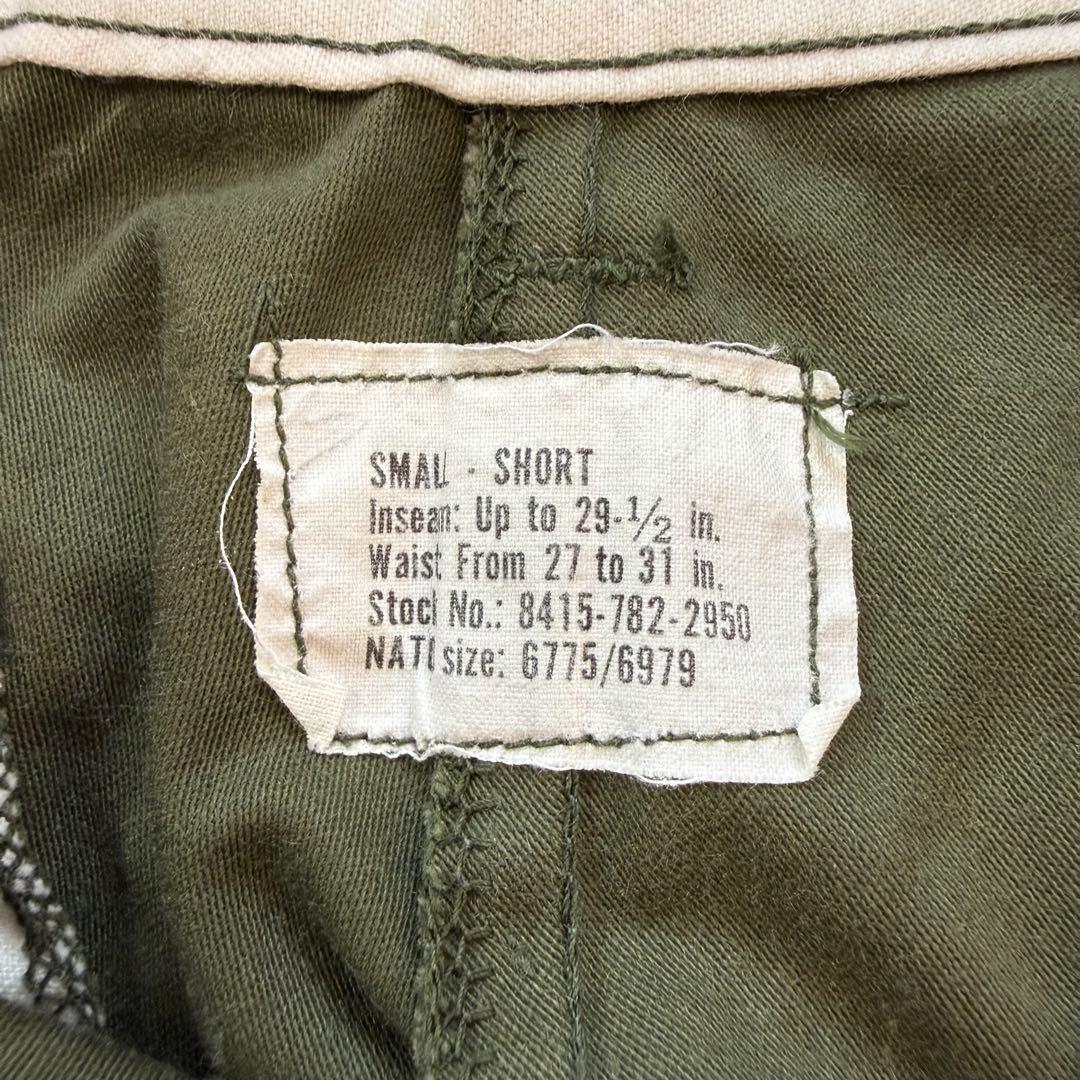 SMALL · SHORT
Inseam: Up to 29-1/2 in.
Waist From 27 to 31 in.
Stock No.: 8415-782-2950
NATO size: 6775/6979